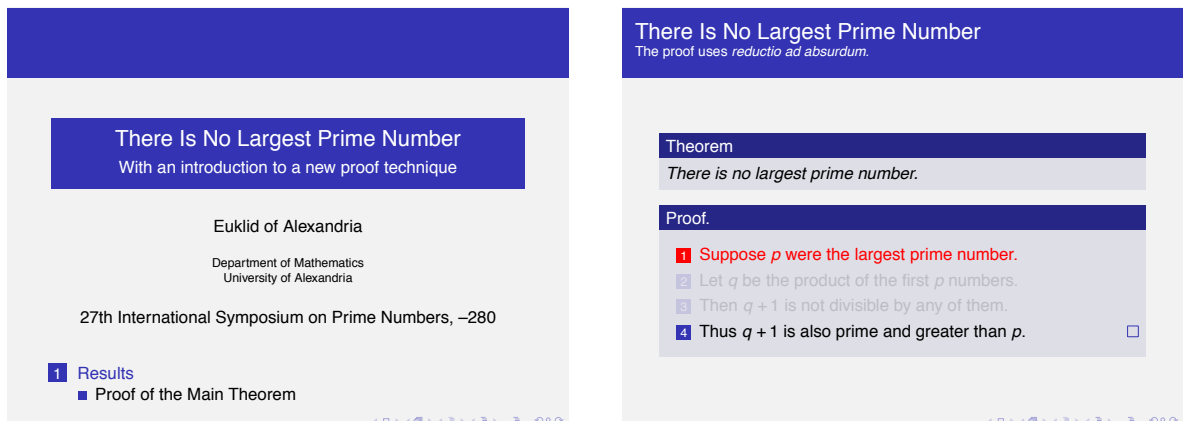 There Is No Largest Prime Number
With an introduction to a new proof technique
Euklid of Alexandria
Department of Mathematics
University of Alexandria
27th International Symposium on Prime Numbers, –280
1 Results
Proof of the Main Theorem
There Is No Largest Prime Number
The proof uses reductio ad absurdum.
Theorem
There is no largest prime number.
Proof.
1 Suppose p were the largest prime number.
2 Let q be the product of the first p numbers.
3 Then q + 1 is not divisible by any of them.
4 Thus q + 1 is also prime and greater than p.